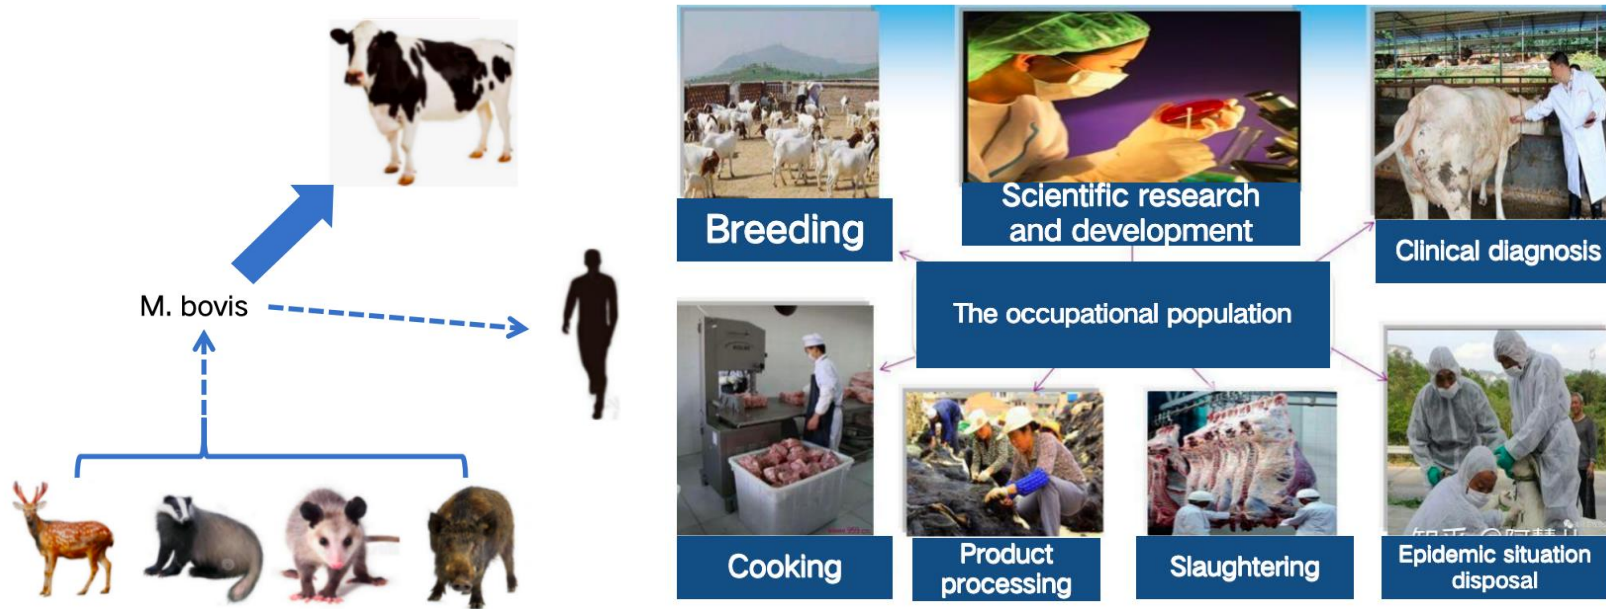 M. bovis
Breeding
Scientific research
and development
Clinical diagnosis
The occupational population
Cooking
Product
processing
Slaughtering
Epidemic situation
disposal